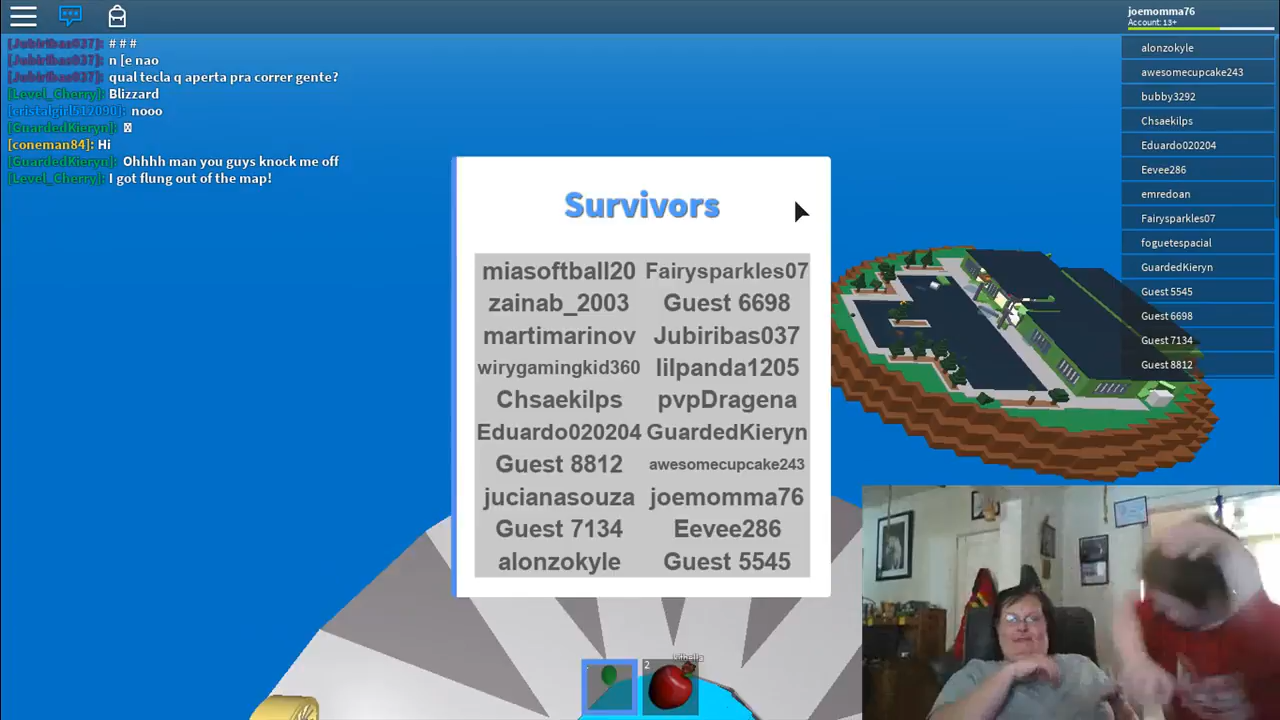 joemomma76
Account: 13+
[Jubiribas037]: # # #
n [e nao
[Jubiribas037]: qual tecla q aperta pra correr gente?
[Level_Cherry]: Blizzard
[cristalgirl512090]: nooo
[GuardedKieryn]:
[coneman84]: Hi
[GuardedKieryn]: Ohhhh man you guys knock me off
[Level_Cherry]: I got flung out of the map!
Survivors
miasoftball20 Fairysparkles07
zainab_2003 Guest 6698
martimarinov Jubiribas037
wirygamingkid360 lilpanda1205
Chsaekilps pvpDragena
Eduardo020204 GuardedKieryn
Guest 8812 awesomecupcake243
jucianasouza joemomma76
Guest 7134 Eevee286
alonzokyle Guest 5545
alonzokyle
awesomecupcake243
bubby3292
Chsaekilps
Eduardo020204
Eevee286
emredoan
Fairysparkles07
foguetespacial
GuardedKieryn
Guest 5545
Guest 6698
Guest 7134
Guest 8812
2